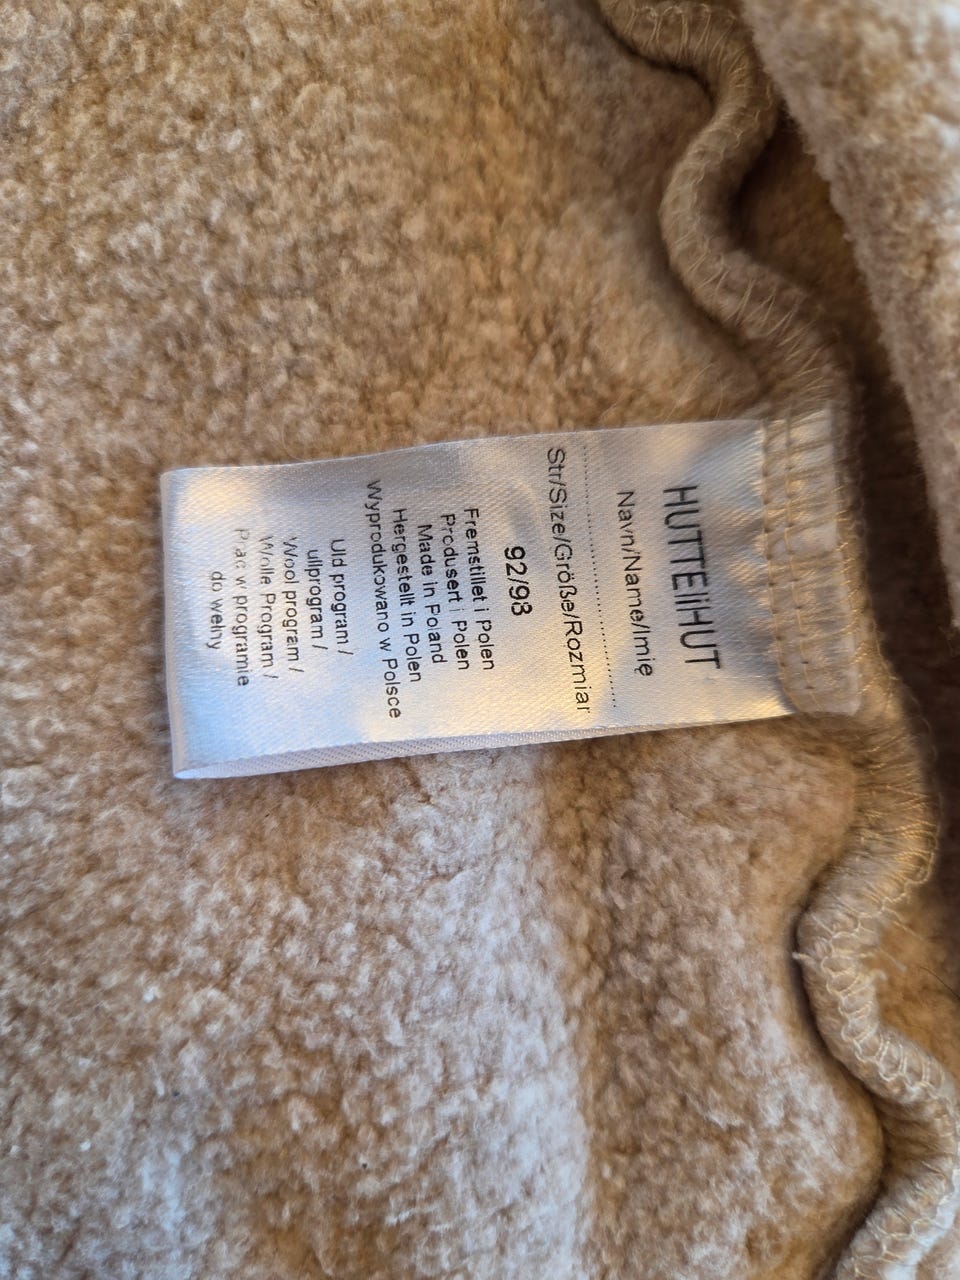 HUTTEliHUT
Navn/Name/Imię
Str/Size/Größe/Rozmiar
92/98
Fremstillet i Polen
Produsert i Polen
Made in Poland
Hergestellt in Polen
Wyprodukowano w Polsce
Uld program /
ullprogram /
Wool program /
Wolle Program /
Prac w programie
do wełny